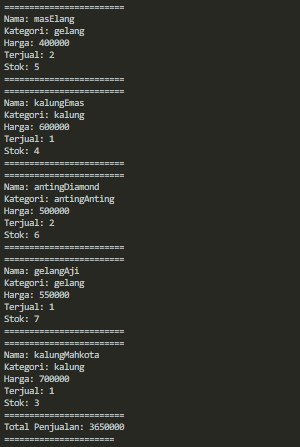 ========================
Nama: masElang
Kategori: gelang
Harga: 400000
Terjual: 2
Stok: 5
========================
========================
Nama: kalungEmas
Kategori: kalung
Harga: 600000
Terjual: 1
Stok: 4
========================
========================
Nama: antingDiamond
Kategori: antingAnting
Harga: 500000
Terjual: 2
Stok: 6
========================
========================
Nama: gelangAji
Kategori: gelang
Harga: 550000
Terjual: 1
Stok: 7
========================
========================
Nama: kalungMahkota
Kategori: kalung
Harga: 700000
Terjual: 1
Stok: 3
========================
Total Penjualan: 3650000
======================